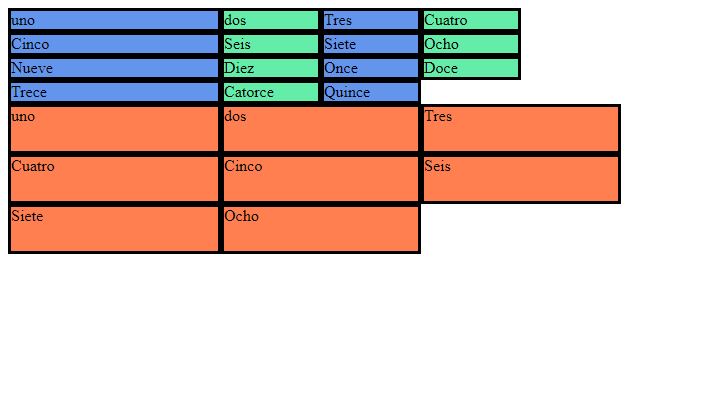 uno dos Tres Cuatro
Cinco Seis Siete Ocho
Nueve Diez Once Doce
Trece Catorce Quince
uno dos Tres
Cuatro Cinco Seis
Siete Ocho